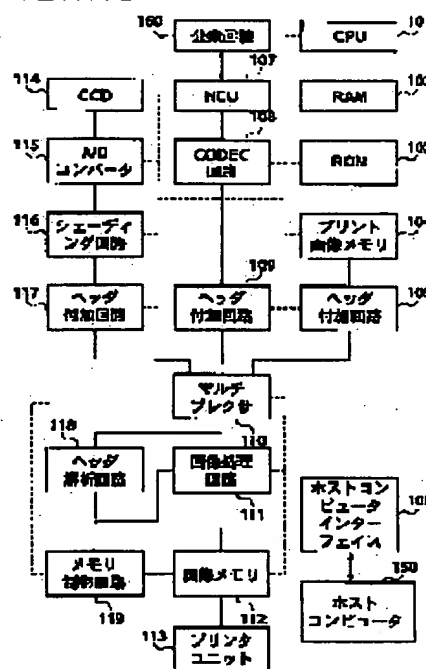 160
公衆回線
10
CPU
107
114
CCD
NCU
10
RAM
108
115
A/D
コンバータ
CODEC
回路
10
ROM
116
シェーディ
ング回路
10
プリント
画像メモリ
109
117
ヘッダ
付加回路
ヘッダ
付加回路
10
ヘッダ
付加回路
マルチ
プレクサ
110
118
ヘッダ
解析回路
画像処理
回路
111
10
ホストコン
ピュータ
インター
フェイス
メモリ
制御回路
119
画像メモリ
112
150
ホスト
コンピュータ
113
プリンタ
ユニット